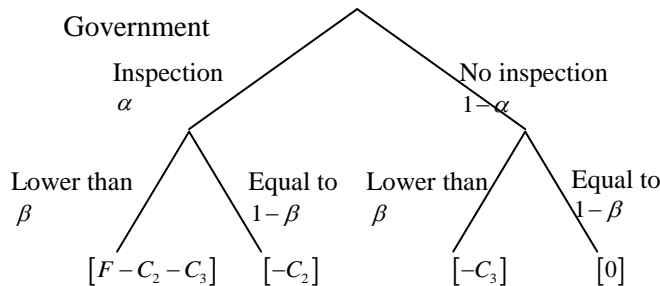 Government
Inspection
α
No inspection
1−α
Lower than
β
Equal to
1−β
Lower than
β
Equal to
1−β
[F − C₂ − C₃]
[−C₂]
[−C₃]
[0]